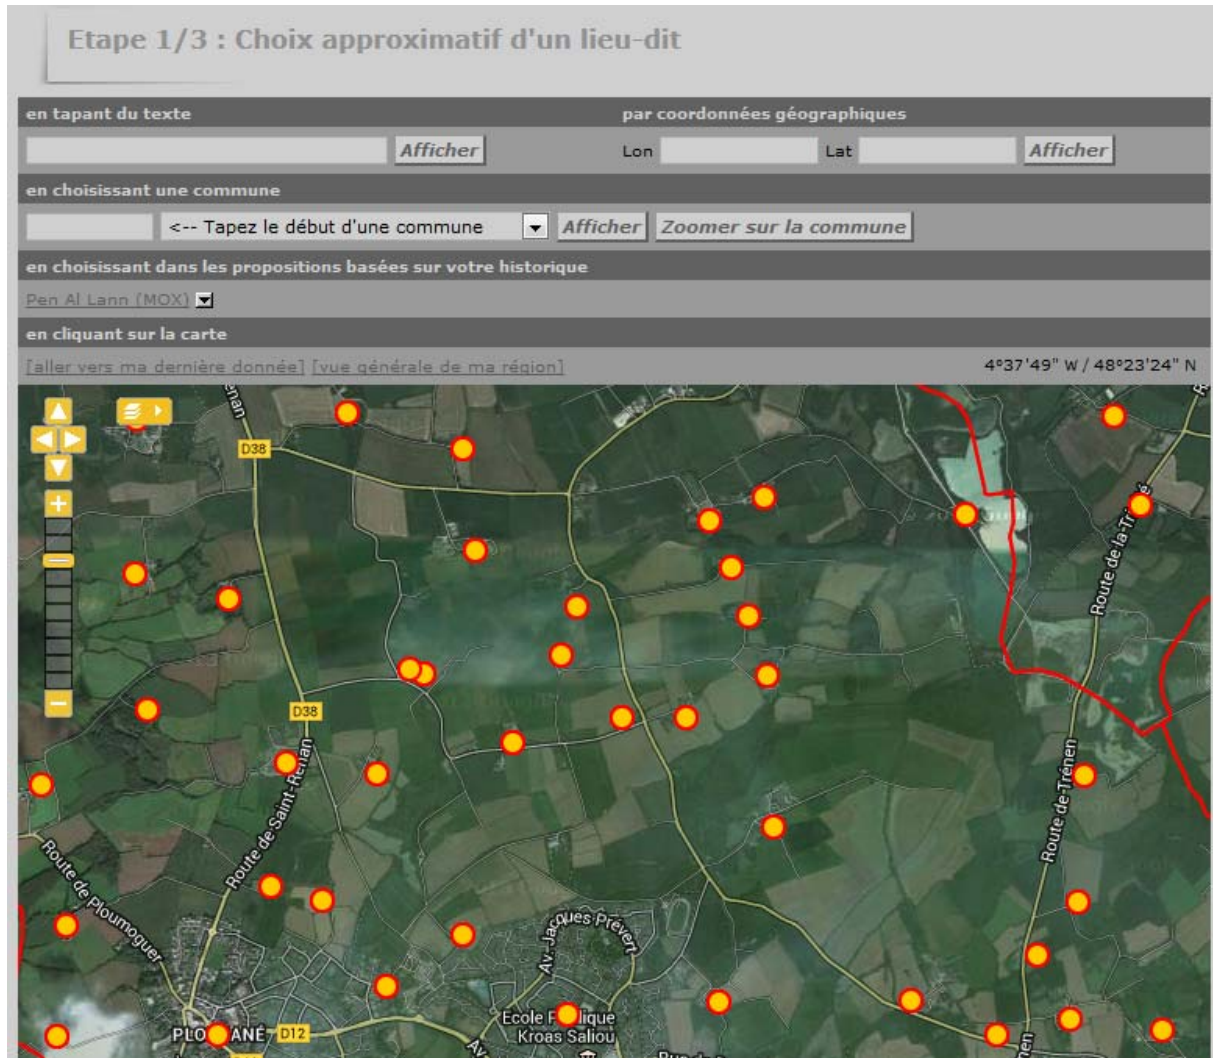 Etape 1/3 : Choix approximatif d'un lieu-dit
en tapant du texte
par coordonnées géographiques
Afficher
Lon
Lat
Afficher
en choisissant une commune
<-- Tapez le début d'une commune
Afficher
Zoomer sur la commune
en choisissant dans les propositions basées sur votre historique
Pen Al Lann (MOX)
en cliquant sur la carte
[aller vers ma dernière donnée] [vue générale de ma région]
4°37'49" W / 48°23'24" N
D38
D38
Route de Saint-Renan
Route de Ploumoguer
Route de Trénen
Av. Jacques Prévert
D12
Kroas Saliou